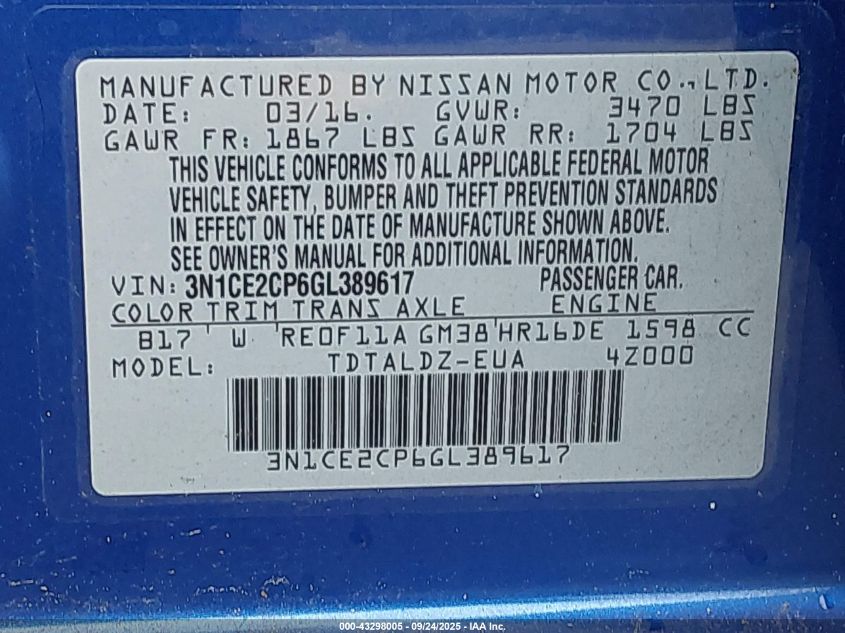 MANUFACTURED BY NISSAN MOTOR CO., LTD.
DATE: 03/16. GVWR: 3470 LBS
GAWR FR: 1867 LBS GAWR RR: 1704 LBS
THIS VEHICLE CONFORMS TO ALL APPLICABLE FEDERAL MOTOR
VEHICLE SAFETY, BUMPER AND THEFT PREVENTION STANDARDS
IN EFFECT ON THE DATE OF MANUFACTURE SHOWN ABOVE.
SEE OWNER'S MANUAL FOR ADDITIONAL INFORMATION.
VIN: 3N1CE2CP6GL389617 PASSENGER CAR.
COLOR TRIM TRANS AXLE ENGINE
B17 W RE0F11A GM38 HR16DE 1598 CC
MODEL: TDTALDZ-EUA 4Z000
3N1CE2CP6GL389617
000-43298005 - 09/24/2025 - IAA Inc.